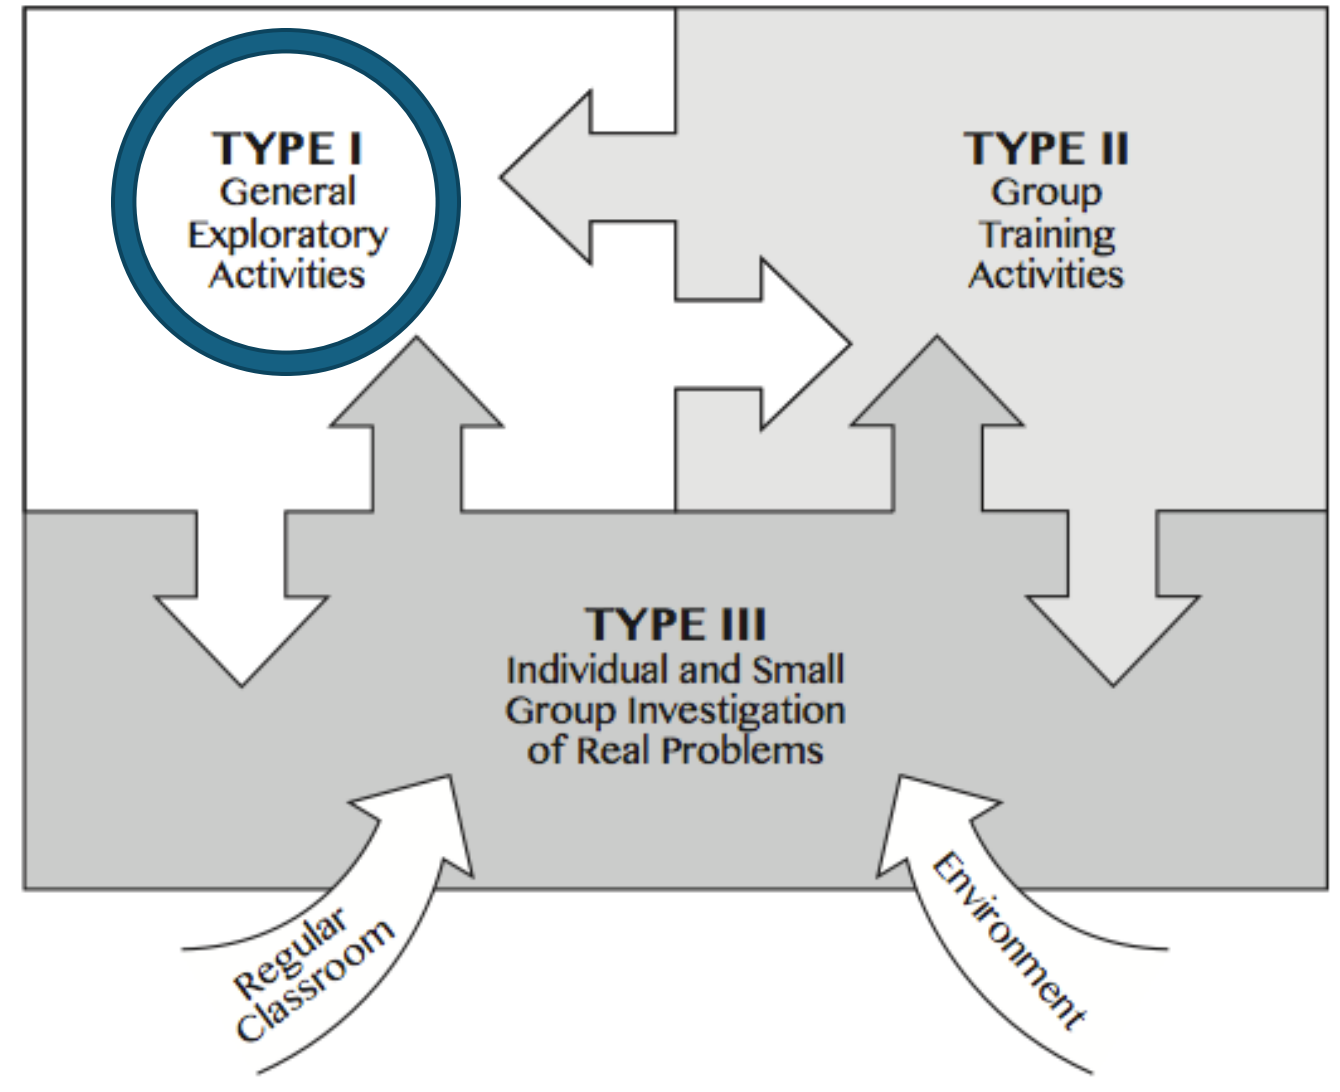 TYPE I
General
Exploratory
Activities
TYPE II
Group
Training
Activities
TYPE III
Individual and Small
Group Investigation
of Real Problems
Regular
Classroom
Environment